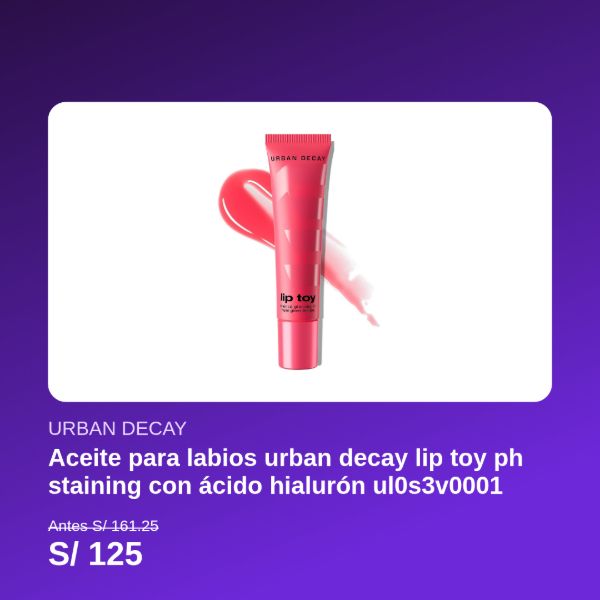 URBAN DECAY
lip toy
URBAN DECAY
Aceite para labios urban decay lip toy ph
staining con ácido hialurón ul0s3v0001
Antes S/ 161.25
S/ 125